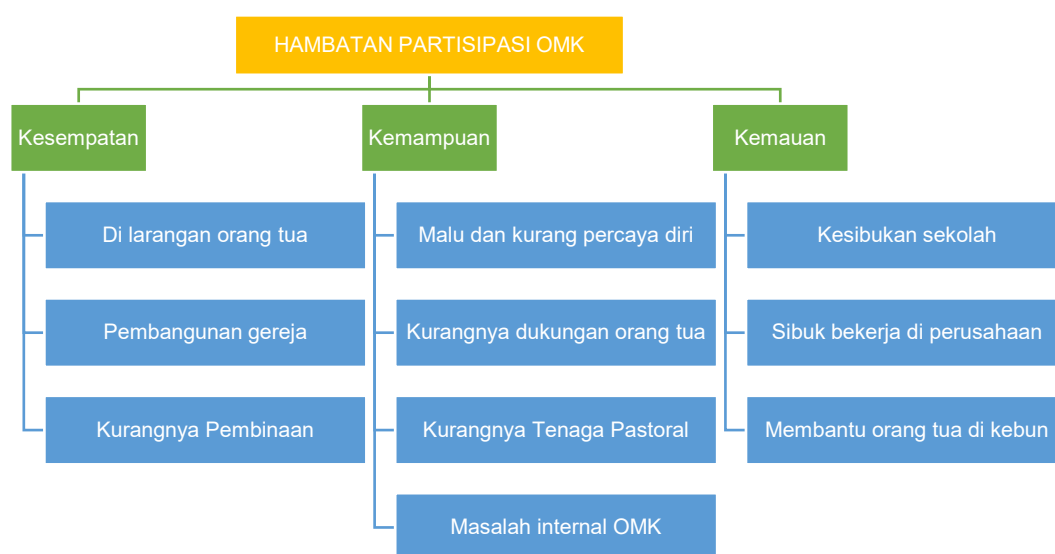 HAMBATAN PARTISIPASI OMK
Kesempatan
Di larangan orang tua
Pembangunan gereja
Kurangnya Pembinaan
Kemampuan
Malu dan kurang percaya diri
Kurangnya dukungan orang tua
Kurangnya Tenaga Pastoral
Masalah internal OMK
Kemauan
Kesibukan sekolah
Sibuk bekerja di perusahaan
Membantu orang tua di kebun